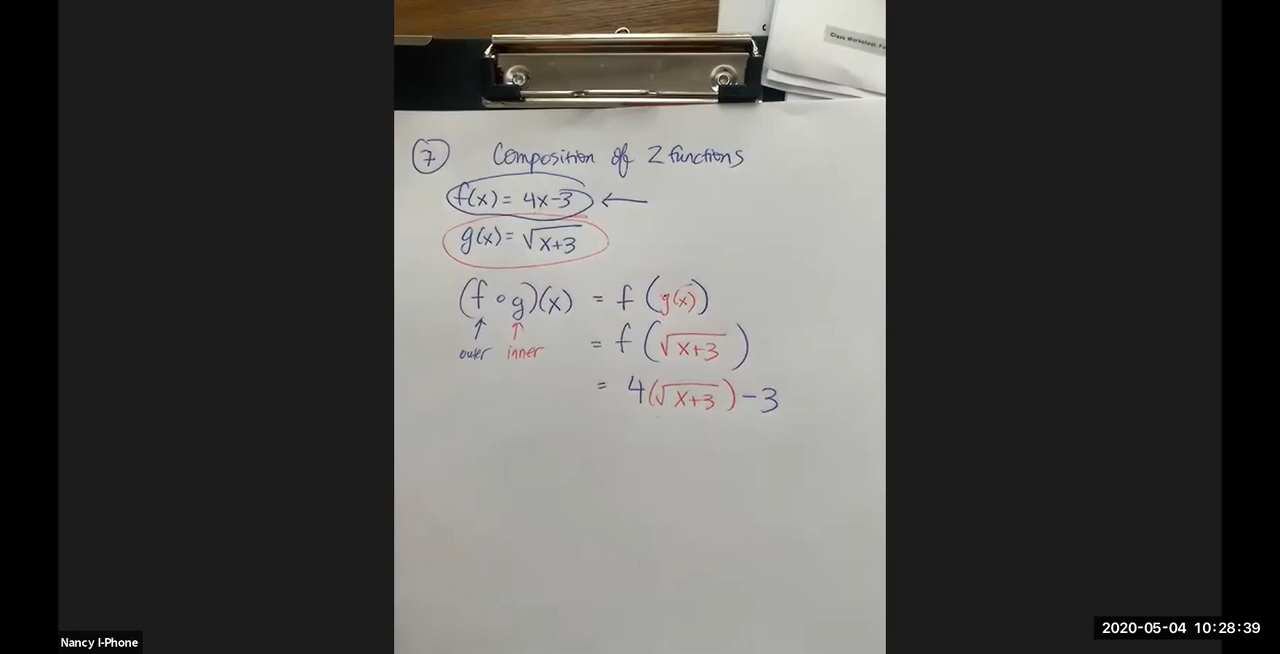 Class Worksheet: Fu
⑦ Composition of 2 functions
f(x) = 4x-3 ←
g(x) = √x+3
(f∘g)(x) = f(g(x))
↑ ↑
outer inner
= f(√x+3)
= 4(√x+3)-3
Nancy I-Phone
2020-05-04 10:28:39